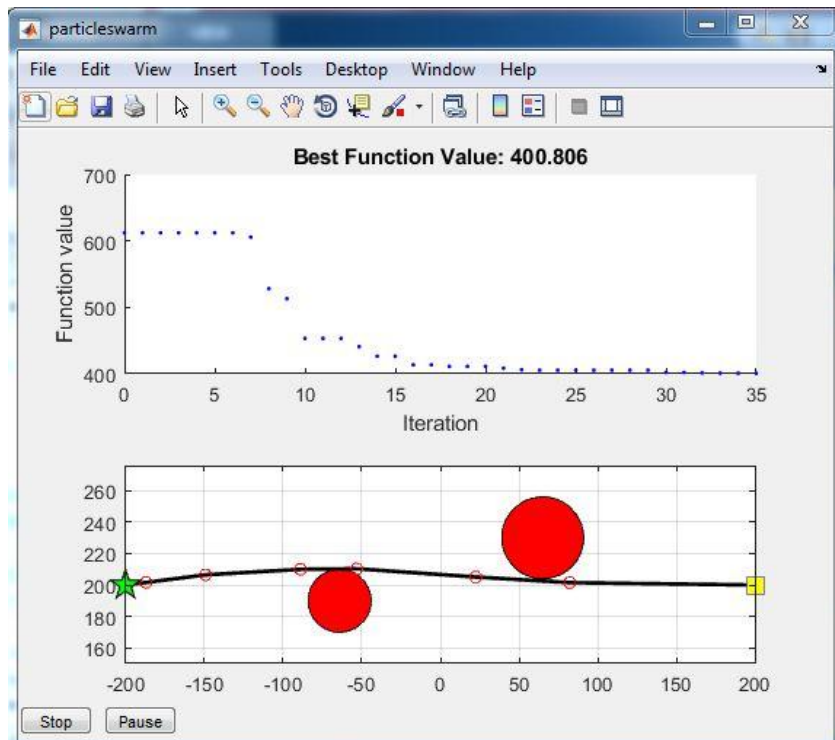 particleswarm
File Edit View Insert Tools Desktop Window Help
Best Function Value: 400.806
700
600
500
400
Function value
0 5 10 15 20 25 30 35
Iteration
260
240
220
200
180
160
-200 -150 -100 -50 0 50 100 150 200
Stop Pause